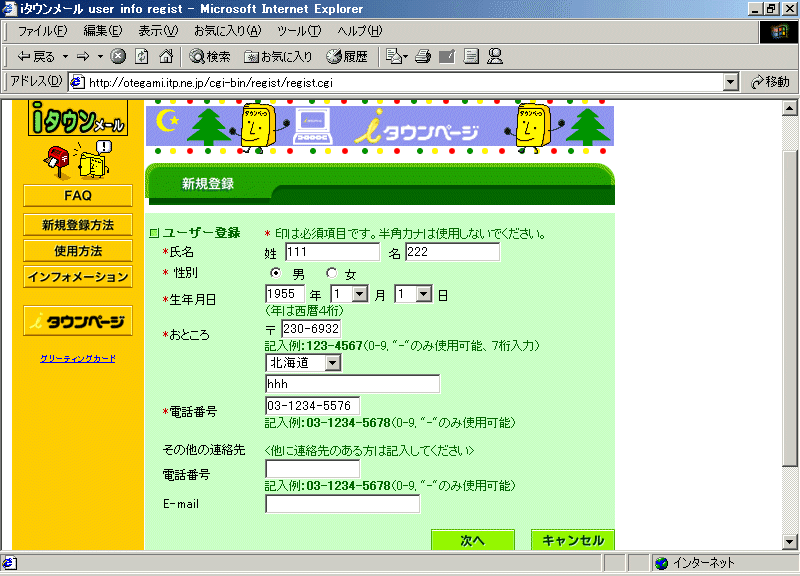 iタウンメール user info regist - Microsoft Internet Explorer
ファイル(F) 編集(E) 表示(V) お気に入り(A) ツール(T) ヘルプ(H)
戻る 検索 お気に入り 履歴
アドレス(D) http://otegami.itp.ne.jp/cgi-bin/regist/regist.cgi 移動
iタウンメール
タウンページ
iタウンページ
FAQ
新規登録方法
使用方法
インフォメーション
iタウンページ
グリーティングカード
新規登録
ユーザー登録 * 印は必須項目です。半角カナは使用しないでください。
*氏名 姓 111 名 222
* 性別 男 女
*生年月日 1955 年 1 月 1 日
(年は西暦4桁)
*おところ 〒 230-6932
記入例:123-4567(0-9,"-"のみ使用可能、7桁入力)
北海道
hhh
*電話番号 03-1234-5576
記入例:03-1234-5678(0-9,"-"のみ使用可能)
その他の連絡先 <他に連絡先のある方は記入してください>
電話番号
記入例:03-1234-5678(0-9,"-"のみ使用可能)
E-mail
次へ キャンセル
インターネット